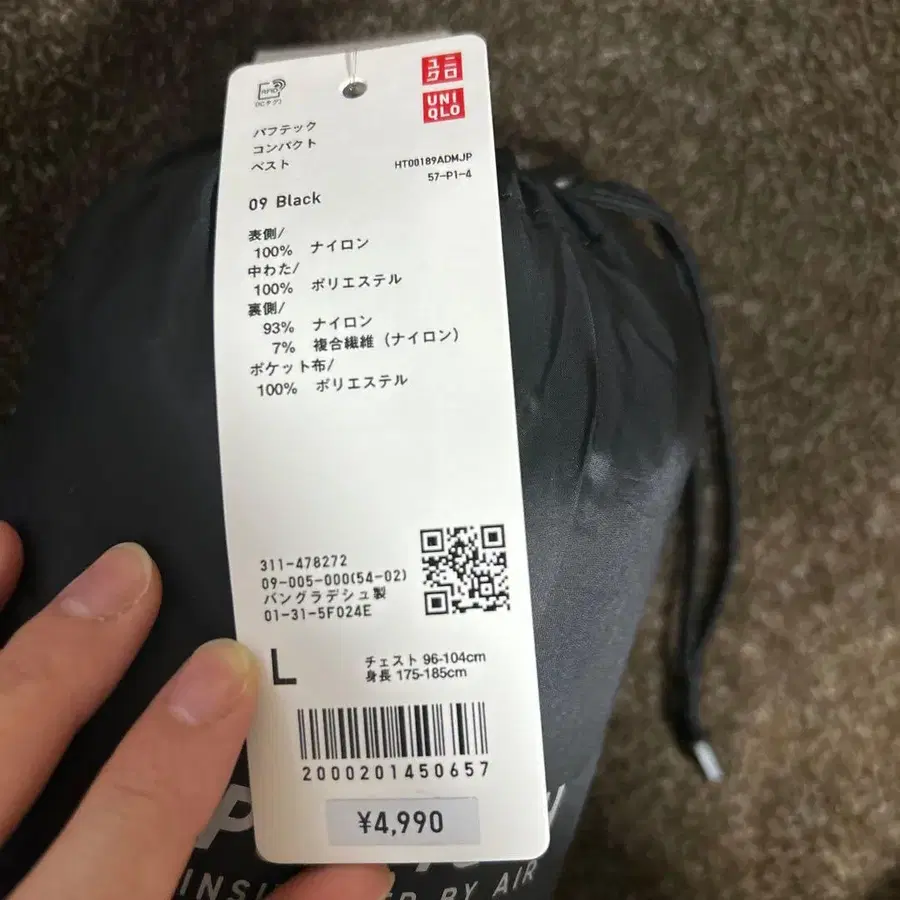 ユニクロ
UNIQLO
RFID
(ICタグ)
パフテック
コンパクト
ベスト
HT00189ADMJP
57-P1-4
09 Black
表側/
100% ナイロン
中わた/
100% ポリエステル
裏側/
93% ナイロン
7% 複合繊維（ナイロン）
ポケット布/
100% ポリエステル
311-478272
09-005-000(54-02)
バングラデシュ製
01-31-5F024E
L
チェスト 96-104cm
身長 175-185cm
2000201450657
¥4,990
BY AIR